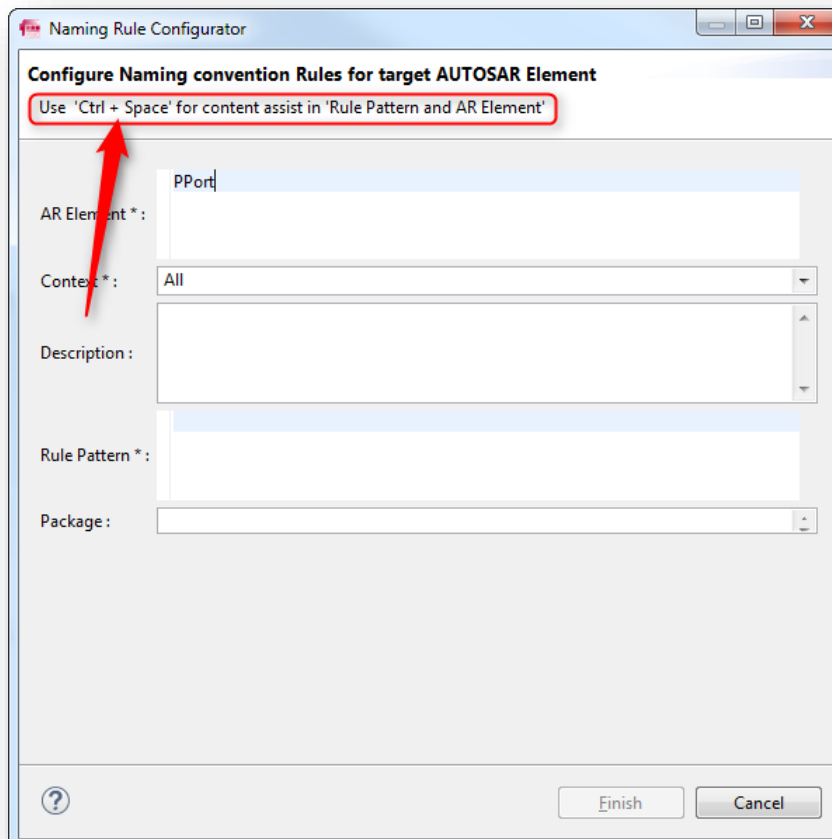 Naming Rule Configurator
Configure Naming convention Rules for target AUTOSAR Element
Use 'Ctrl + Space' for content assist in 'Rule Pattern and AR Element'
AR Element * : PPort
Context * : All
Description :
Rule Pattern * :
Package :
Finish Cancel